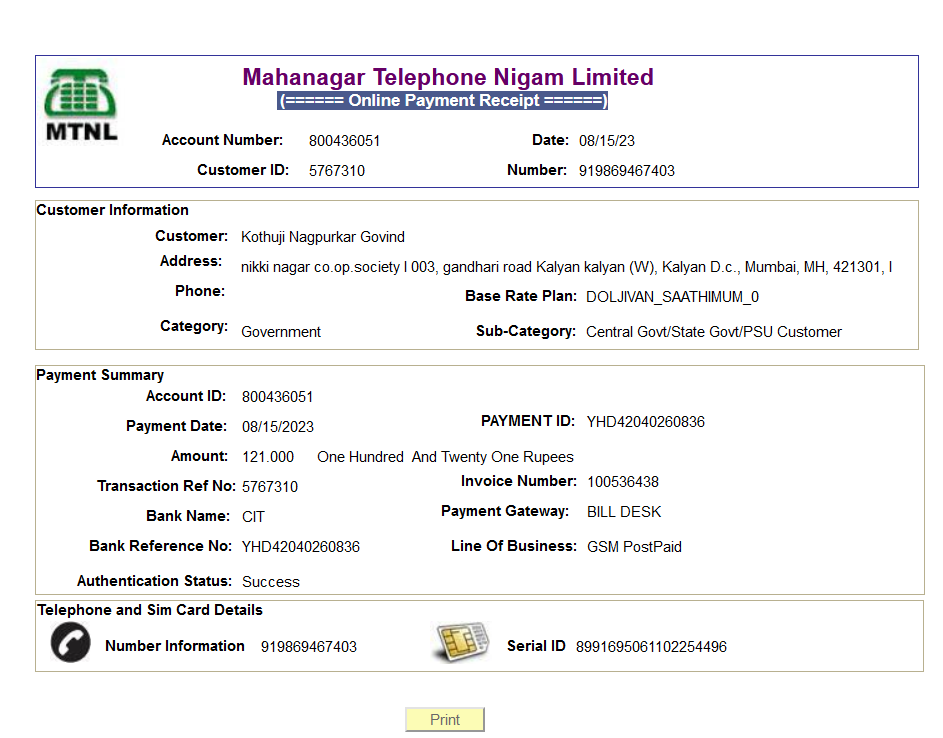 Mahanagar Telephone Nigam Limited
(====== Online Payment Receipt ======)
MTNL
Account Number: 800436051 Date: 08/15/23
Customer ID: 5767310 Number: 919869467403
Customer Information
Customer: Kothuji Nagpurkar Govind
Address: nikki nagar co.op.society I 003, gandhari road Kalyan kalyan (W), Kalyan D.c., Mumbai, MH, 421301, I
Phone: Base Rate Plan: DOLJIVAN_SAATHIMUM_0
Category: Government Sub-Category: Central Govt/State Govt/PSU Customer
Payment Summary
Account ID: 800436051
Payment Date: 08/15/2023 PAYMENT ID: YHD42040260836
Amount: 121.000 One Hundred And Twenty One Rupees
Transaction Ref No: 5767310 Invoice Number: 100536438
Bank Name: CIT Payment Gateway: BILL DESK
Bank Reference No: YHD42040260836 Line Of Business: GSM PostPaid
Authentication Status: Success
Telephone and Sim Card Details
Number Information 919869467403 Serial ID 8991695061102254496
Print